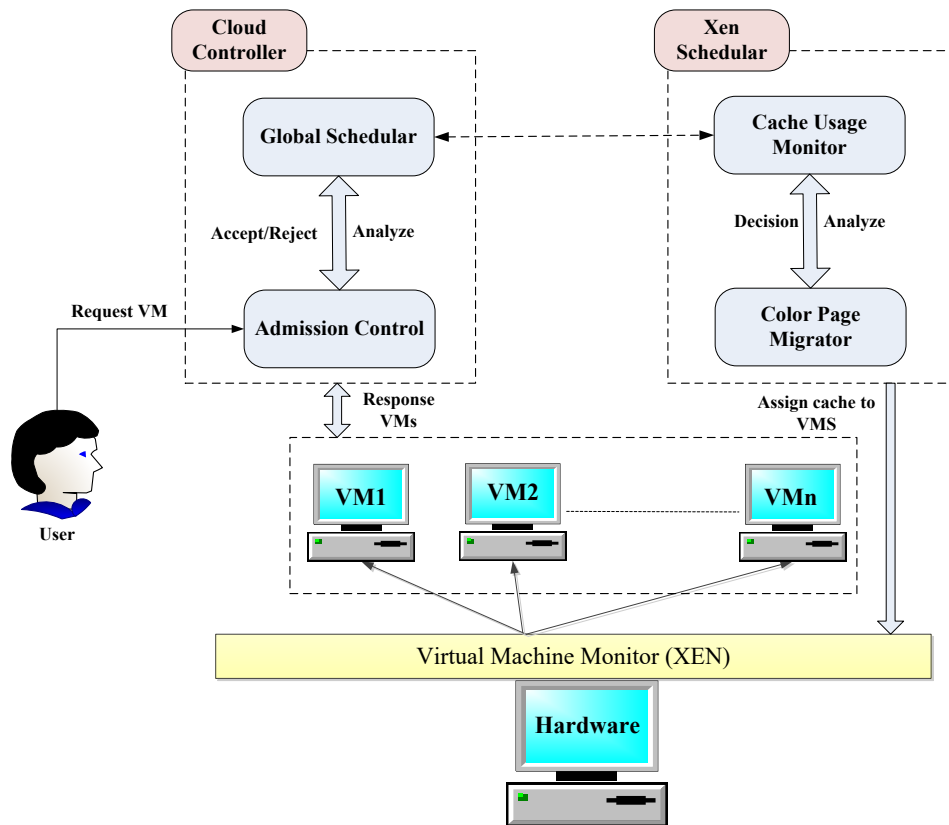 Cloud
Controller
Xen
Schedular
Global Schedular
Cache Usage
Monitor
Accept/Reject
Analyze
Decision
Analyze
Request VM
Admission Control
Color Page
Migrator
Response
VMs
Assign cache to
VMS
User
VM1
VM2
VMn
Virtual Machine Monitor (XEN)
Hardware